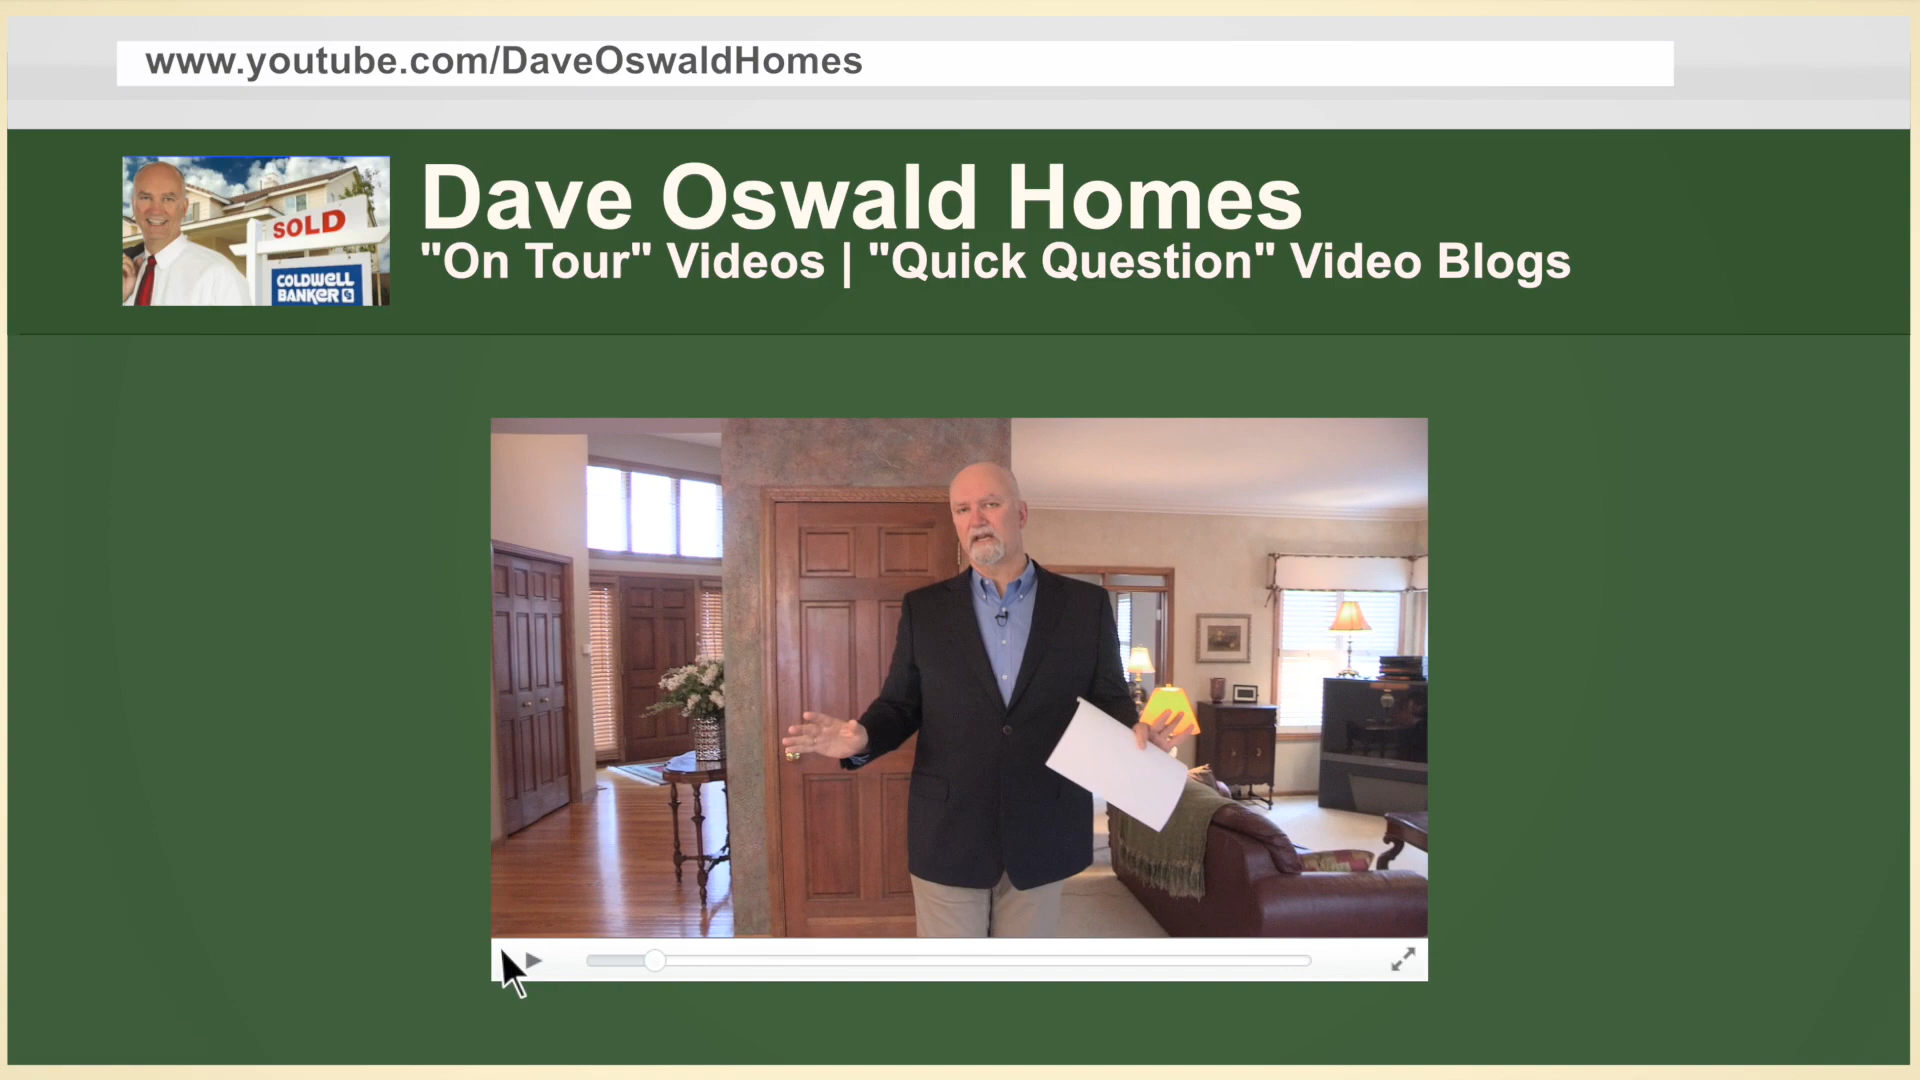 www.youtube.com/DaveOswaldHomes
Dave Oswald Homes
"On Tour" Videos | "Quick Question" Video Blogs
SOLD
COLDWELL
BANKER